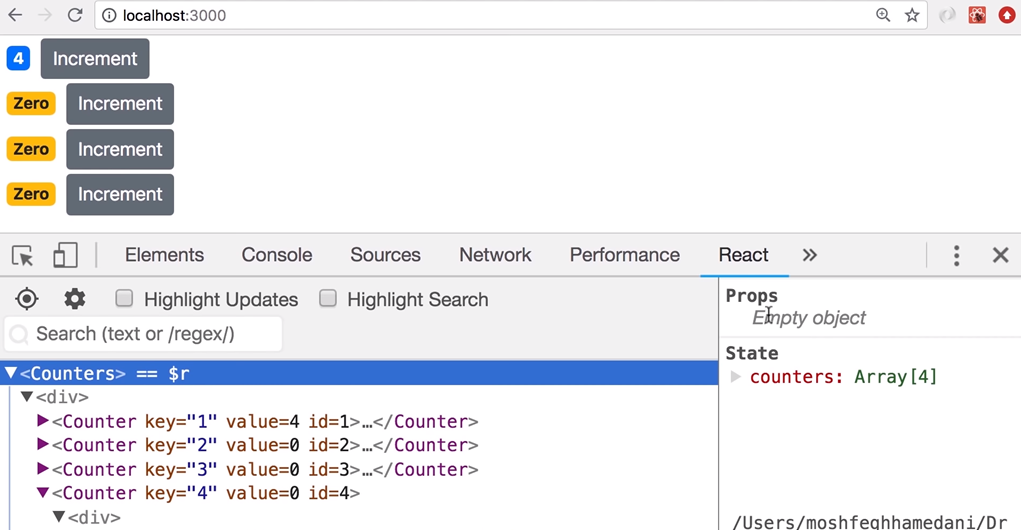 localhost:3000
4 Increment
Zero Increment
Zero Increment
Zero Increment
Elements Console Sources Network Performance React »
Highlight Updates Highlight Search
Search (text or /regex/)
<Counters> == $r
<div>
<Counter key="1" value=4 id=1>…</Counter>
<Counter key="2" value=0 id=2>…</Counter>
<Counter key="3" value=0 id=3>…</Counter>
<Counter key="4" value=0 id=4>
<div>
Props
Empty object
State
counters: Array[4]
/Users/moshfeghhamedani/Dr